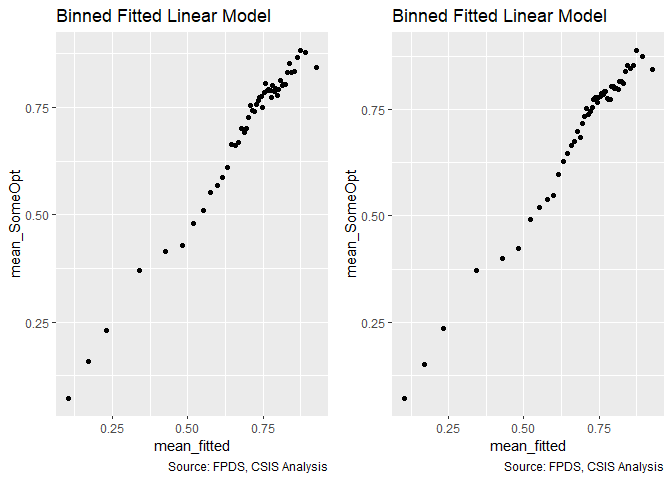 Binned Fitted Linear Model
mean_SomeOpt
0.75
0.50
0.25
0.25
0.50
0.75
mean_fitted
Source: FPDS, CSIS Analysis
Binned Fitted Linear Model
mean_SomeOpt
0.75
0.50
0.25
0.25
0.50
0.75
mean_fitted
Source: FPDS, CSIS Analysis